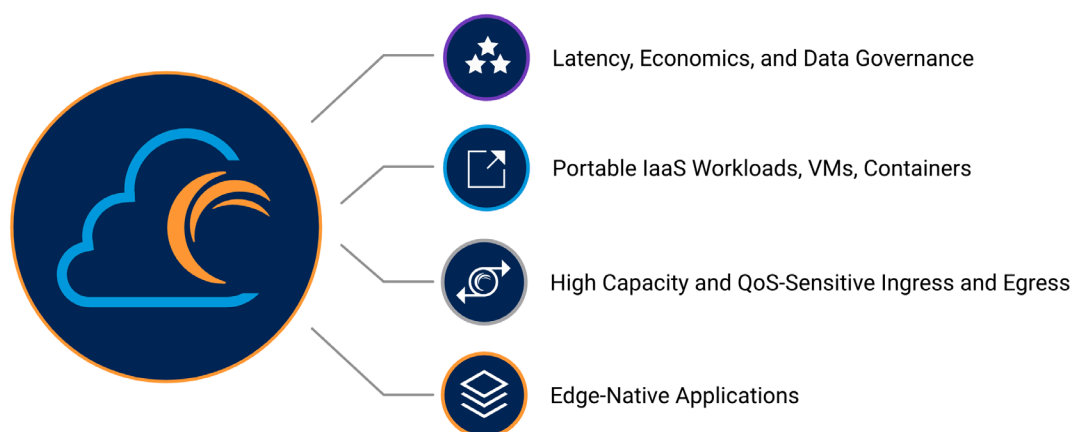 Latency, Economics, and Data Governance
Portable IaaS Workloads, VMs, Containers
High Capacity and QoS-Sensitive Ingress and Egress
Edge-Native Applications